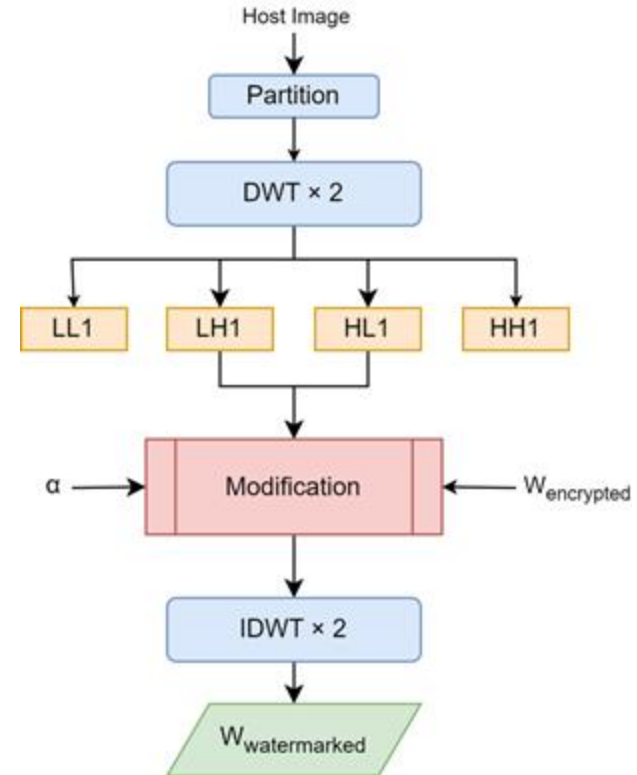 Host Image
Partition
DWT × 2
LL1
LH1
HL1
HH1
α
Modification
Wencrypted
IDWT × 2
Wwatermarked